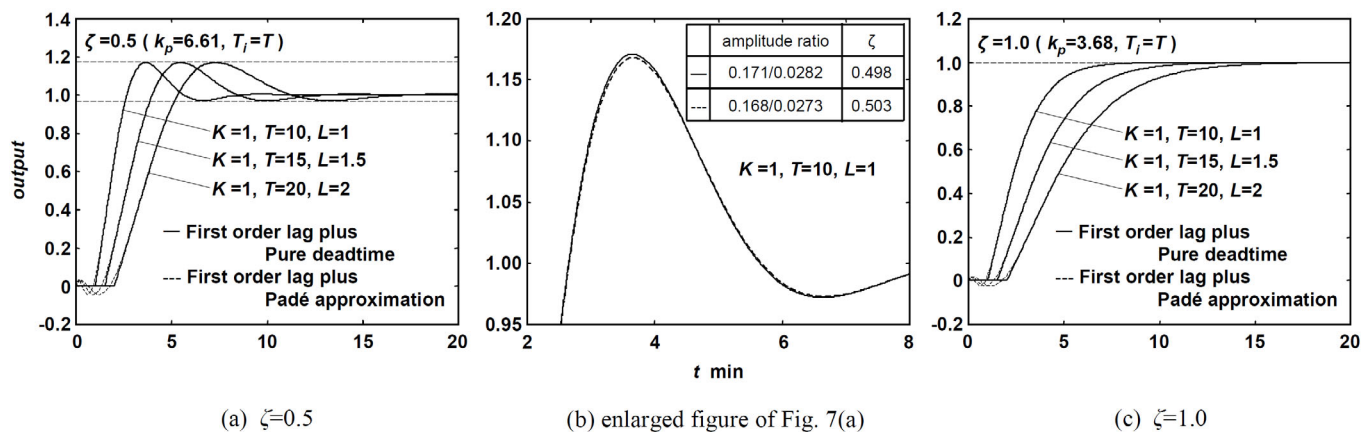 ζ=0.5 ( kp=6.61, Ti=T )
1.4
1.2
1.0
0.8
0.6
0.4
0.2
0
-0.2
output
K=1, T=10, L=1
K=1, T=15, L=1.5
K=1, T=20, L=2
First order lag plus
Pure deadtime
First order lag plus
Padé approximation
0 5 10 15 20
(a) ζ=0.5
1.20
1.15
1.10
1.05
1.00
0.95
amplitude ratio ζ
0.171/0.0282 0.498
0.168/0.0273 0.503
K=1, T=10, L=1
2 4 6 8
t min
(b) enlarged figure of Fig. 7(a)
1.2
1.0
0.8
0.6
0.4
0.2
0
-0.2
ζ=1.0 ( kp=3.68, Ti=T )
K=1, T=10, L=1
K=1, T=15, L=1.5
K=1, T=20, L=2
First order lag plus
Pure deadtime
First order lag plus
Padé approximation
0 5 10 15 20
(c) ζ=1.0